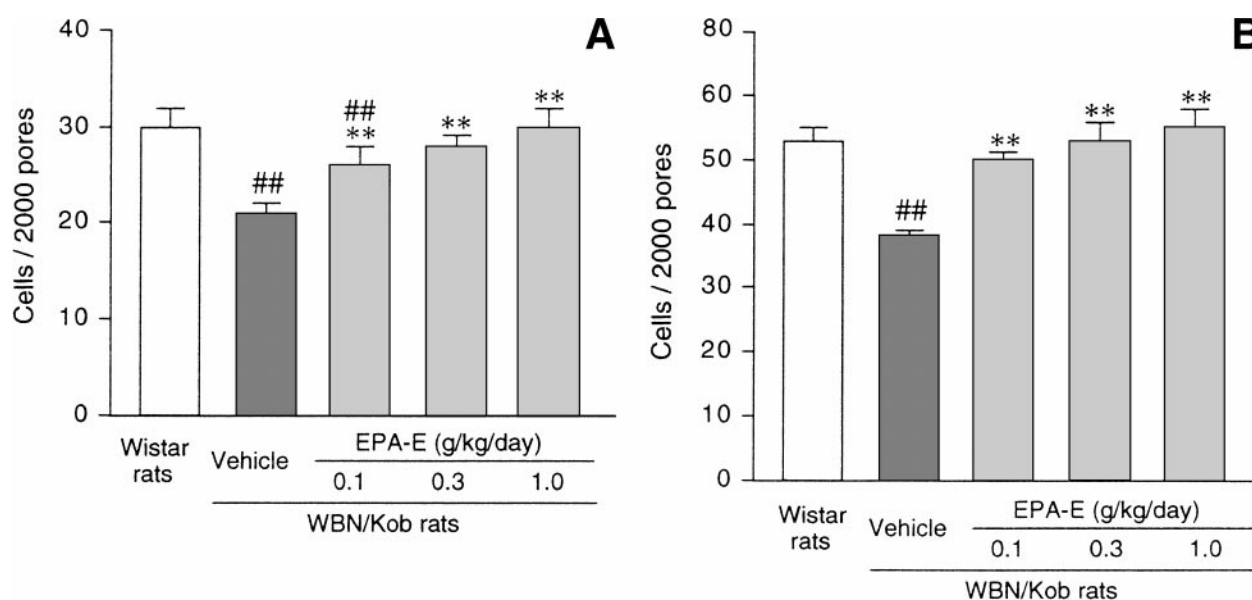 A
40
30
20
10
0
Cells / 2000 pores
##
##
**
**
**
Wistar
rats
Vehicle
EPA-E (g/kg/day)
0.1 0.3 1.0
WBN/Kob rats
B
80
60
50
40
30
20
10
0
Cells / 2000 pores
##
**
**
**
Wistar
rats
Vehicle
EPA-E (g/kg/day)
0.1 0.3 1.0
WBN/Kob rats